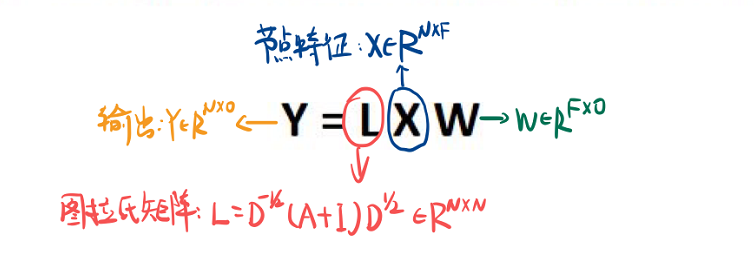 节点特征:X∈R^{N×F}
输出:Y∈R^{N×O} ← Y = L X W → W∈R^{F×O}
图拉氏矩阵: L=D^{-1/2}(A+I)D^{1/2} ∈R^{N×N}